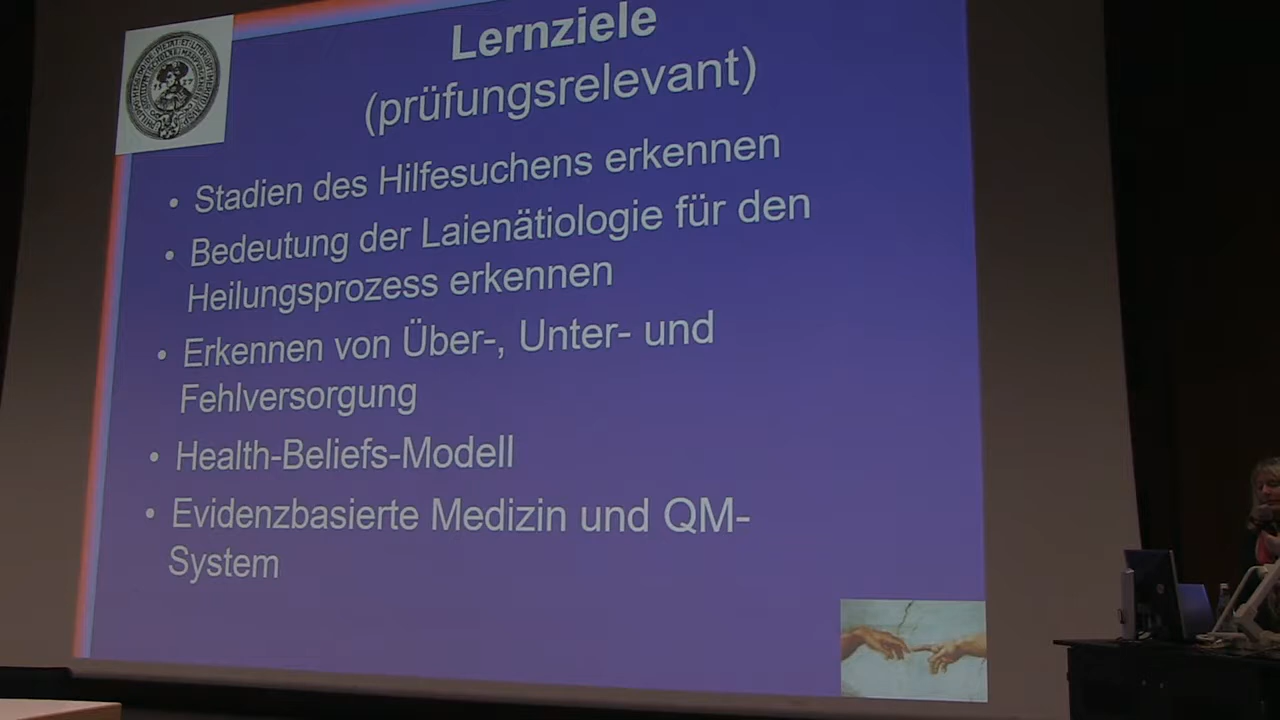 Lernziele
(prüfungsrelevant)
• Stadien des Hilfesuchens erkennen
• Bedeutung der Laienätiologie für den
Heilungsprozess erkennen
• Erkennen von Über-, Unter- und
Fehlversorgung
• Health-Beliefs-Modell
• Evidenzbasierte Medizin und QM-
System